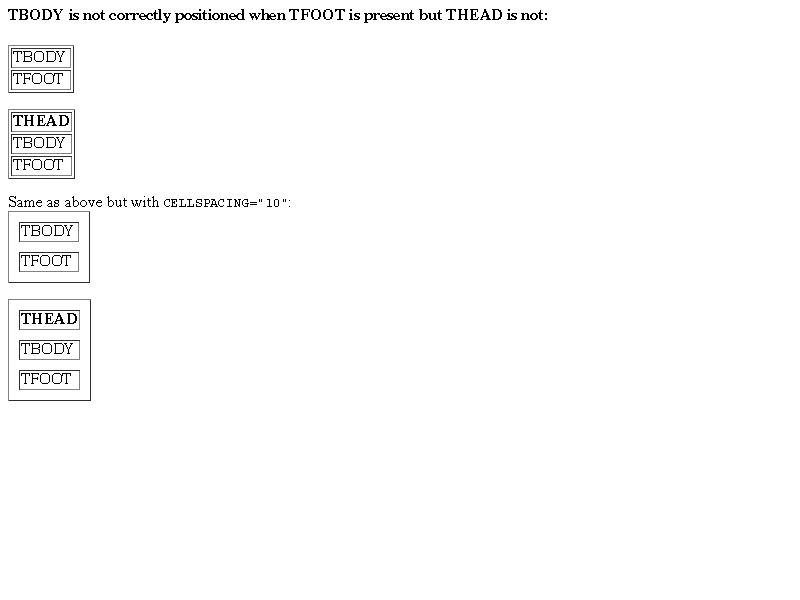 TBODY is not correctly positioned when TFOOT is present but THEAD is not:
TBODY
TFOOT
THEAD
TBODY
TFOOT
Same as above but with CELLSPACING="10":
TBODY
TFOOT
THEAD
TBODY
TFOOT